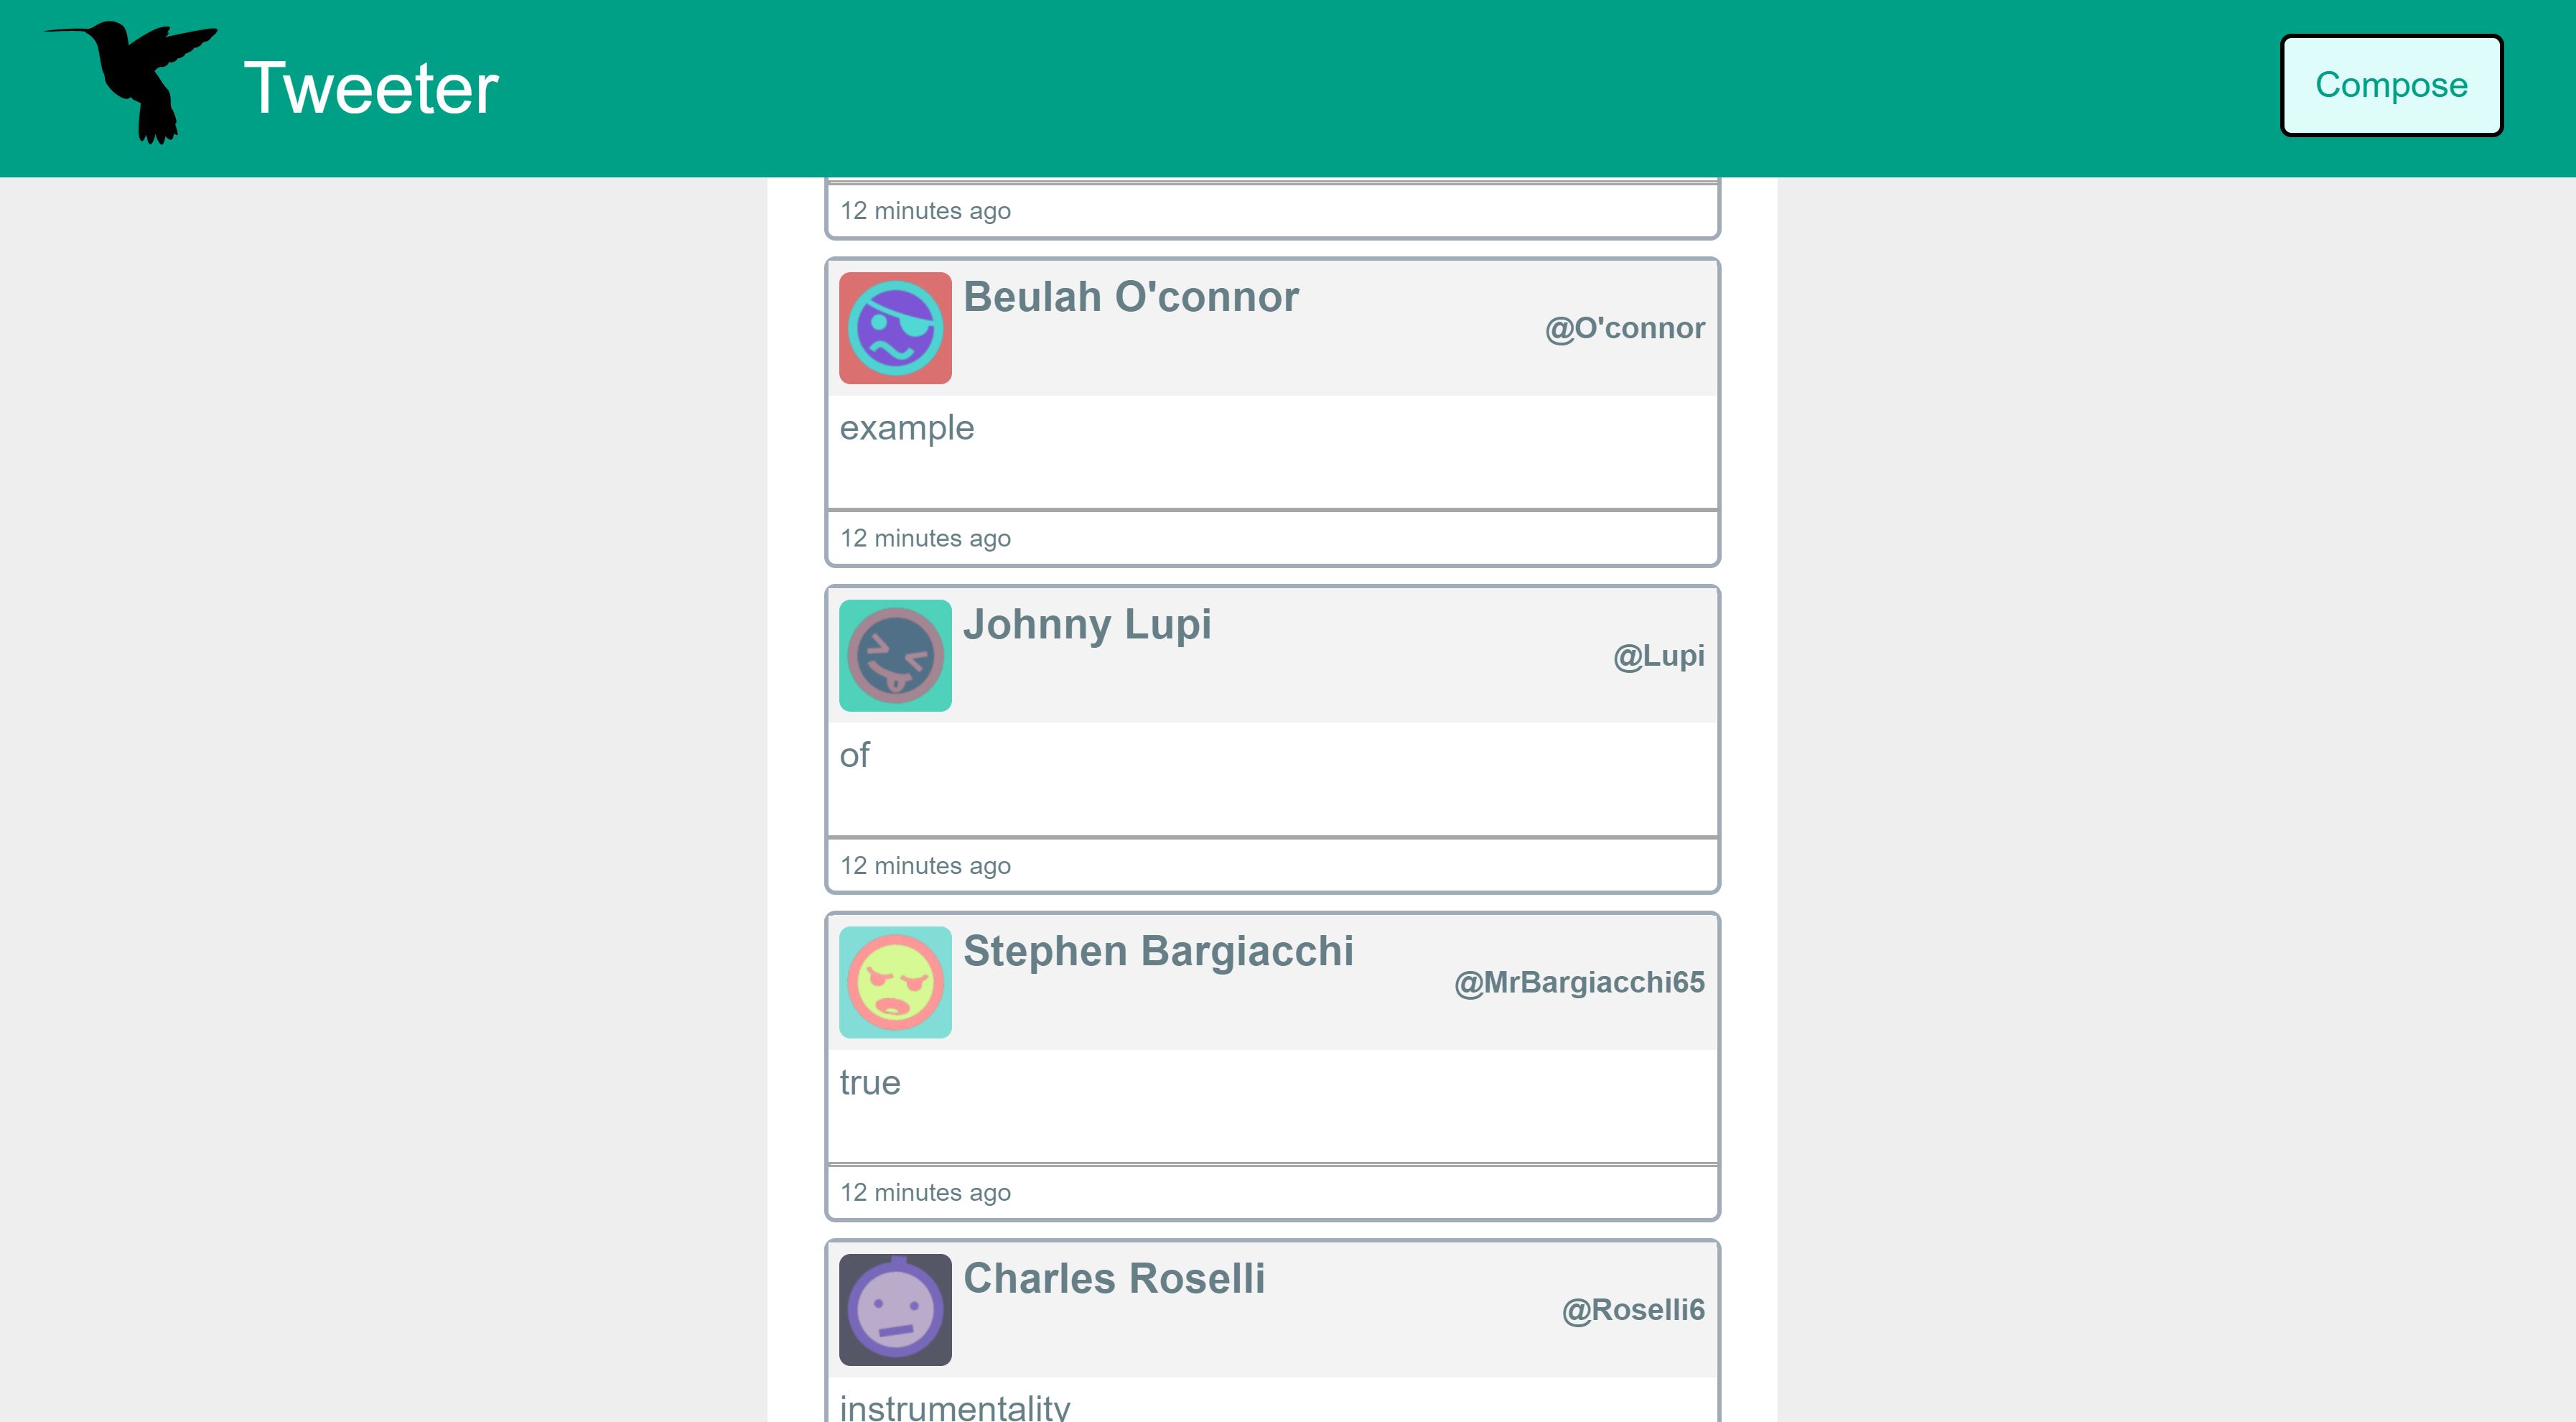 Tweeter
Compose
12 minutes ago
Beulah O'connor
@O'connor
example
12 minutes ago
Johnny Lupi
@Lupi
of
12 minutes ago
Stephen Bargiacchi
@MrBargiacchi65
true
12 minutes ago
Charles Roselli
@Roselli6
instrumentality